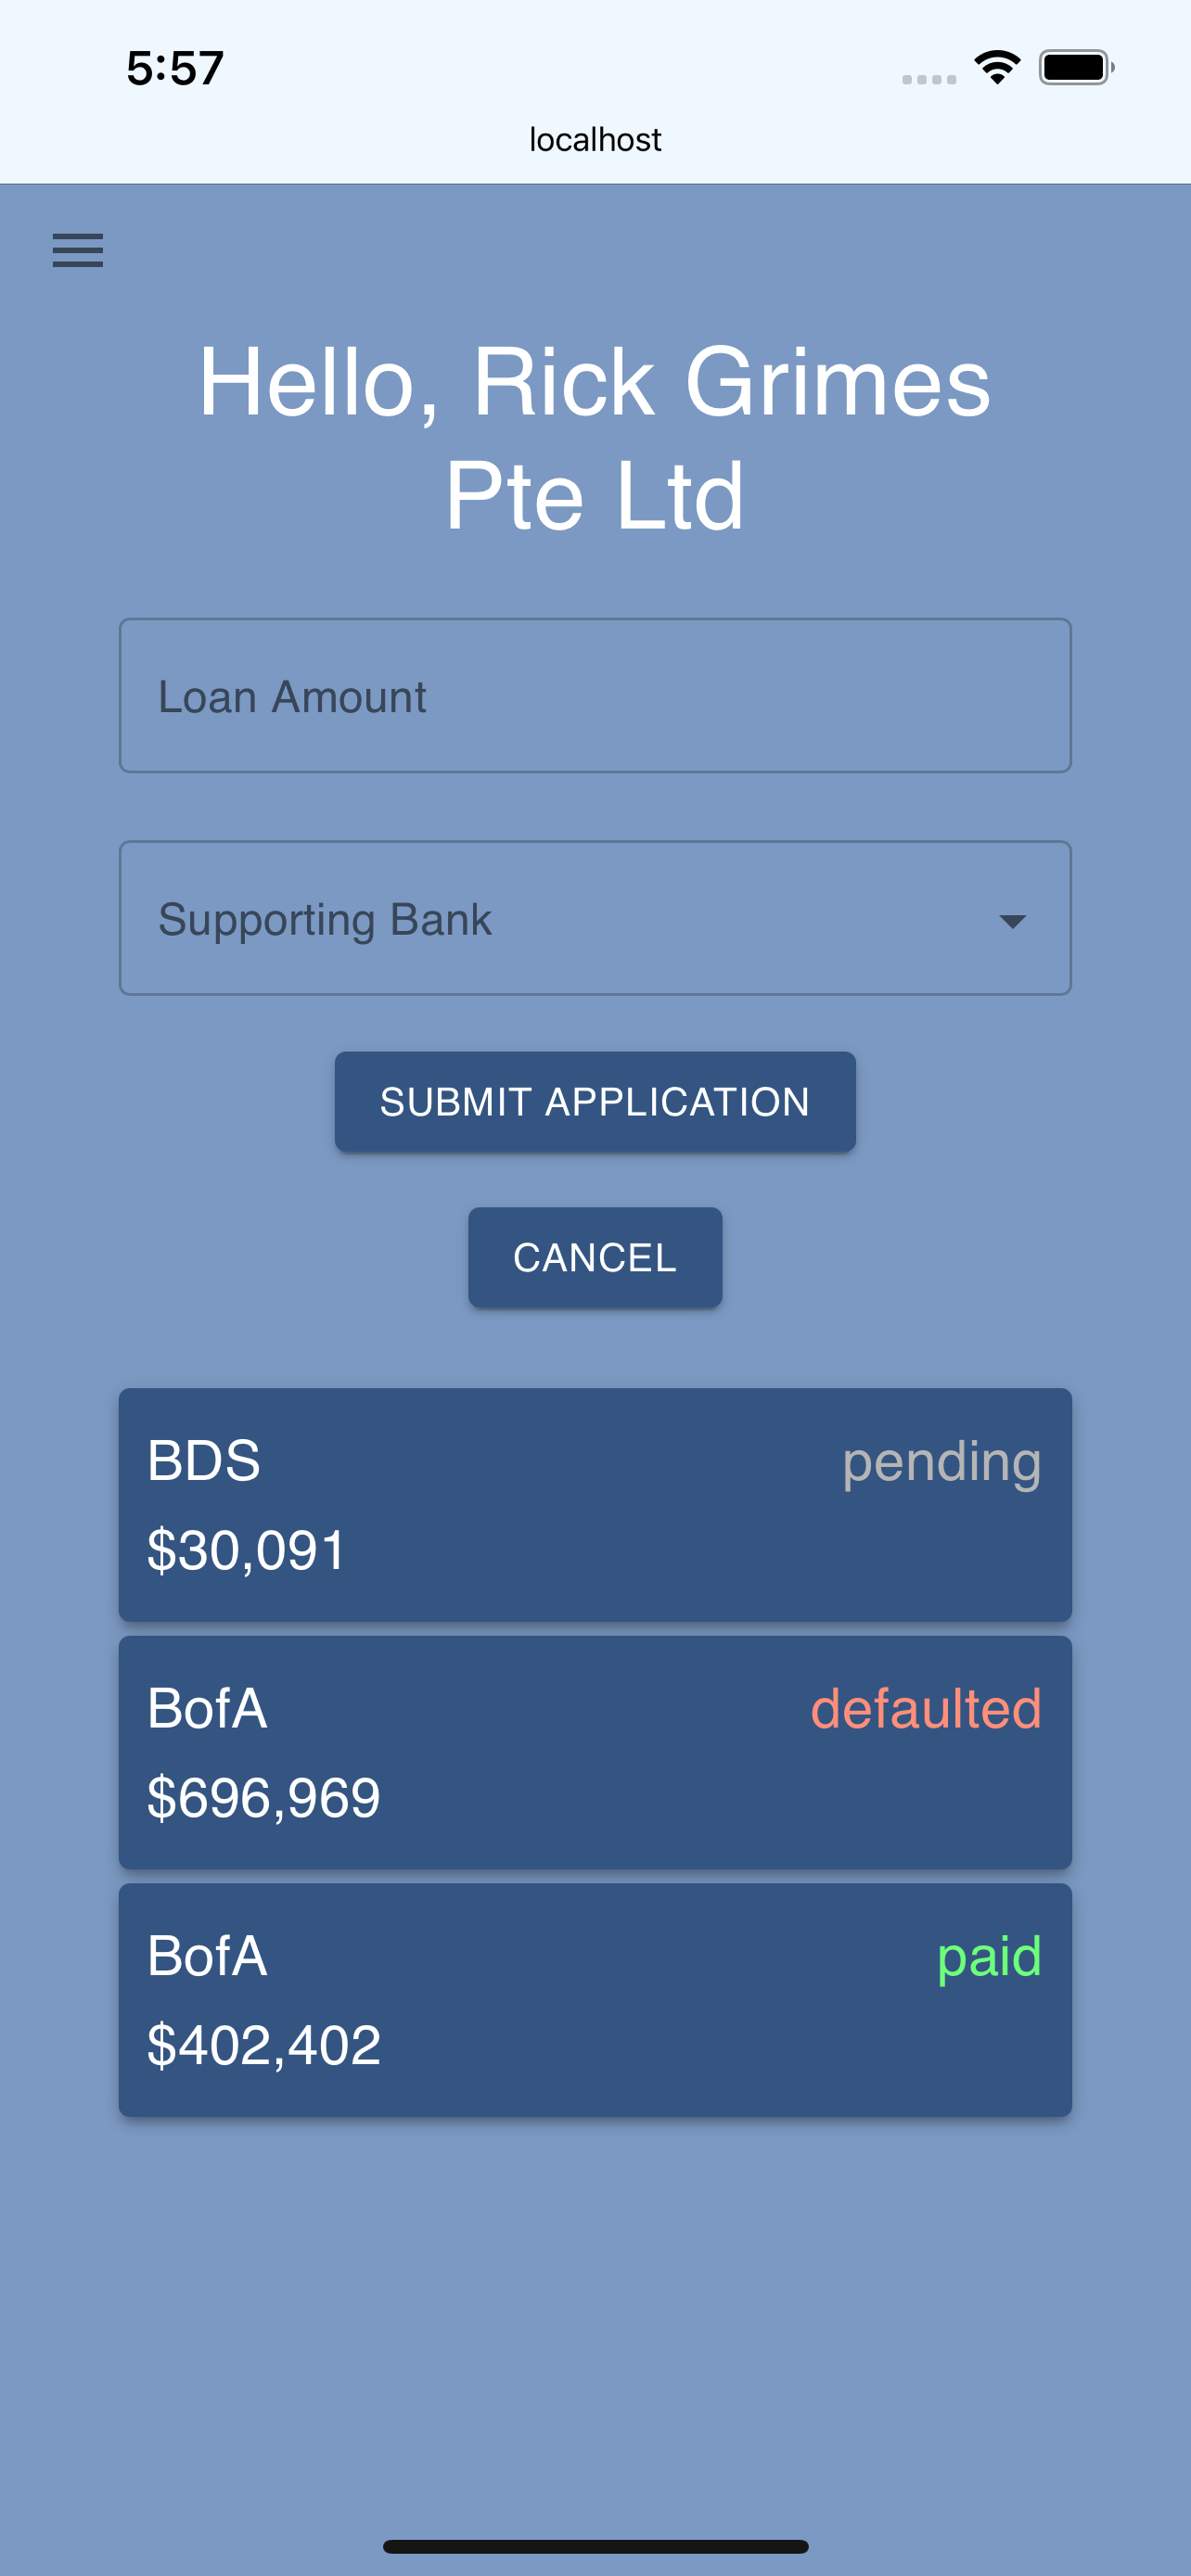 5:57
localhost
Hello, Rick Grimes
Pte Ltd
Loan Amount
Supporting Bank
SUBMIT APPLICATION
CANCEL
BDS pending
$30,091
BofA defaulted
$696,969
BofA paid
$402,402